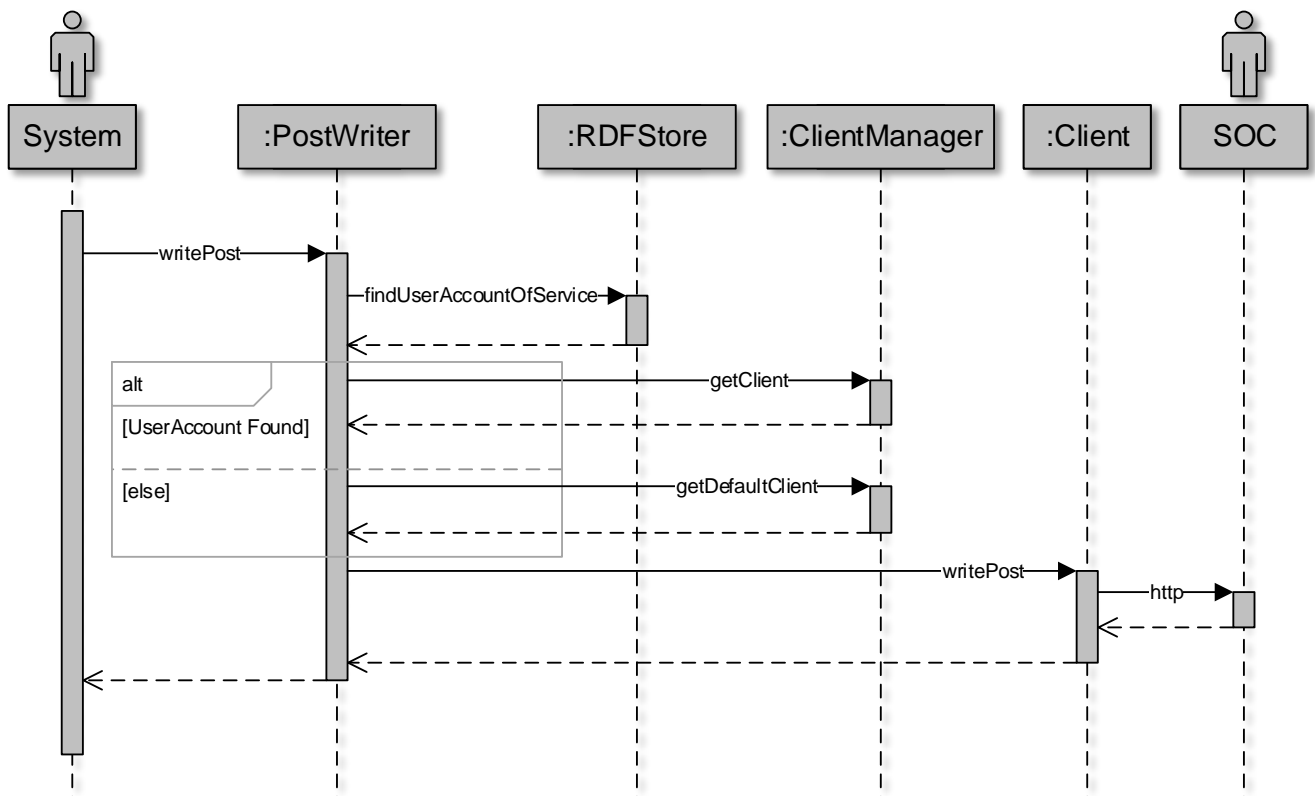 System
:PostWriter
:RDFStore
:ClientManager
:Client
SOC
writePost
findUserAccountOfService
alt
getClient
[UserAccount Found]
[else]
getDefaultClient
writePost
http